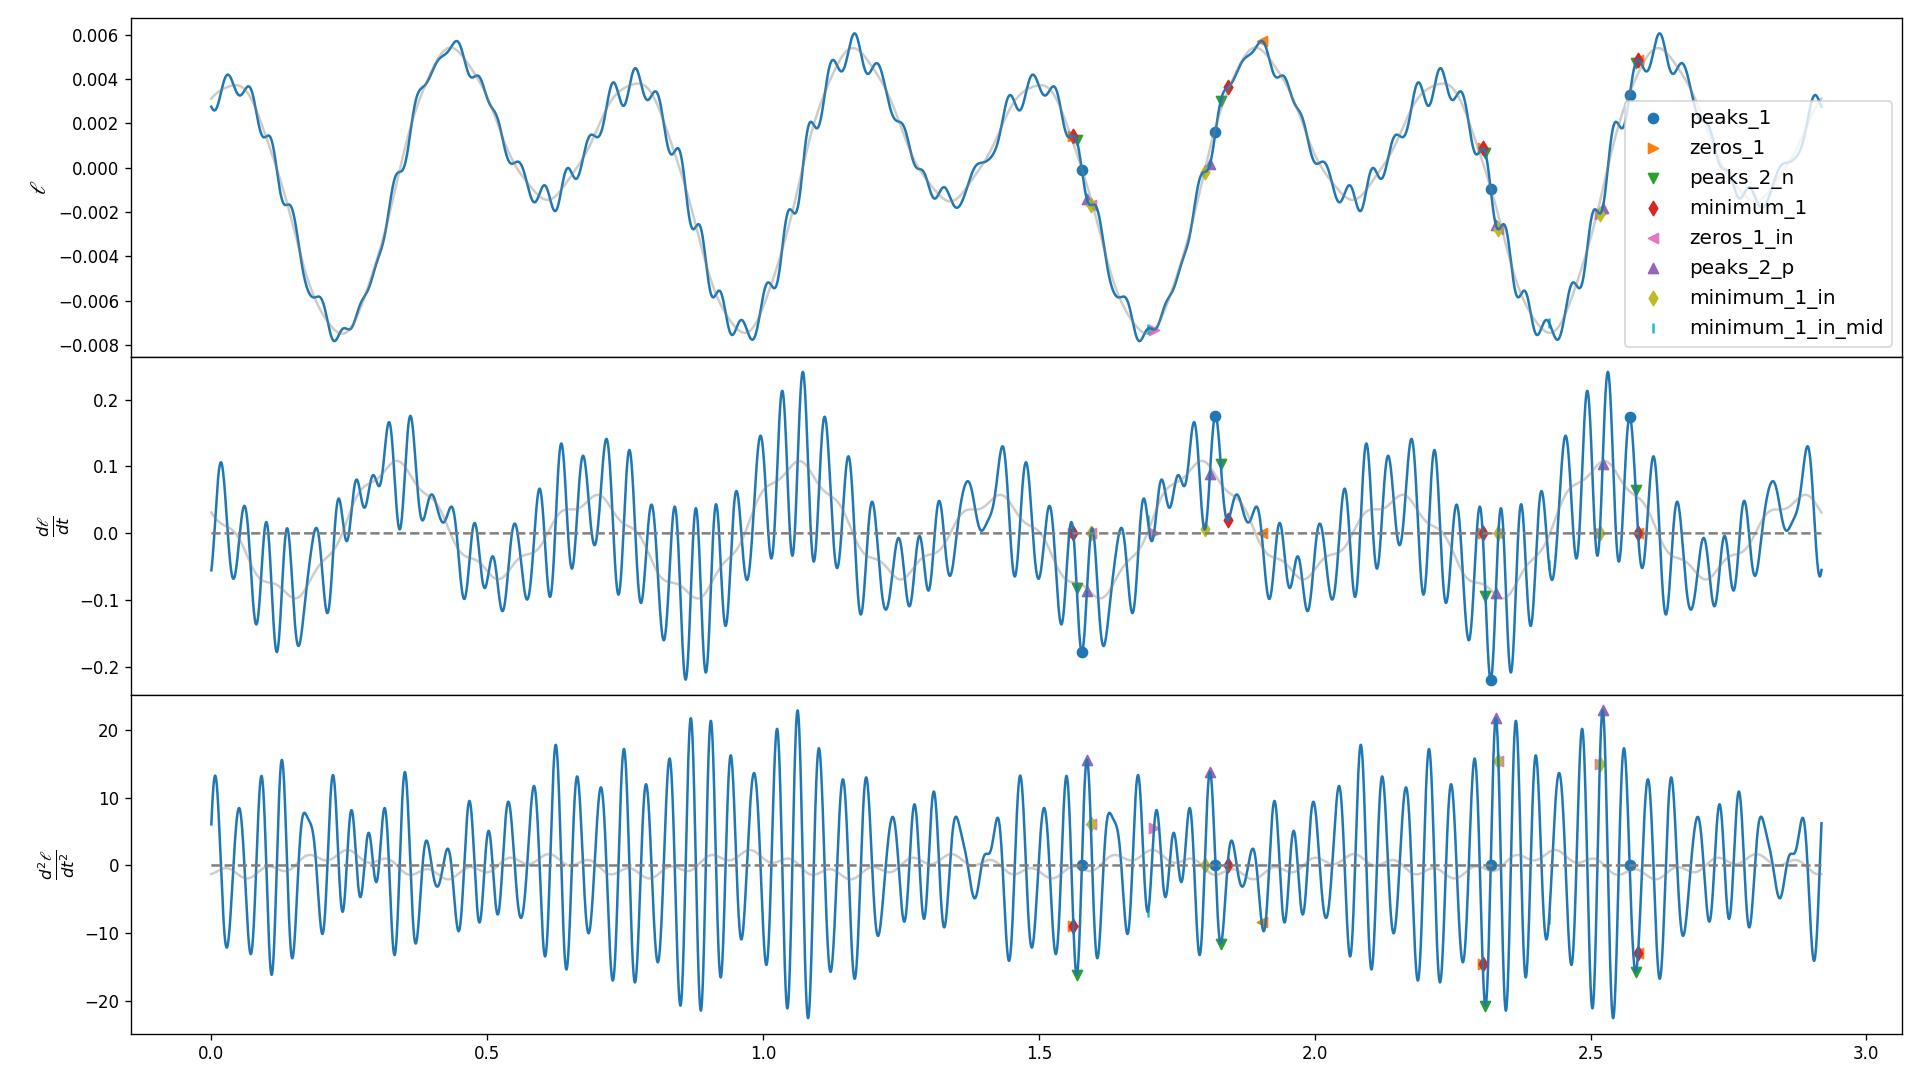 0.006
0.004
0.002
0.000
−0.002
−0.004
−0.006
−0.008
ℓ
peaks_1
zeros_1
peaks_2_n
minimum_1
zeros_1_in
peaks_2_p
minimum_1_in
minimum_1_in_mid
0.2
0.1
0.0
−0.1
−0.2
dℓ
dt
20
10
0
−10
−20
d²ℓ
dt²
0.0 0.5 1.0 1.5 2.0 2.5 3.0